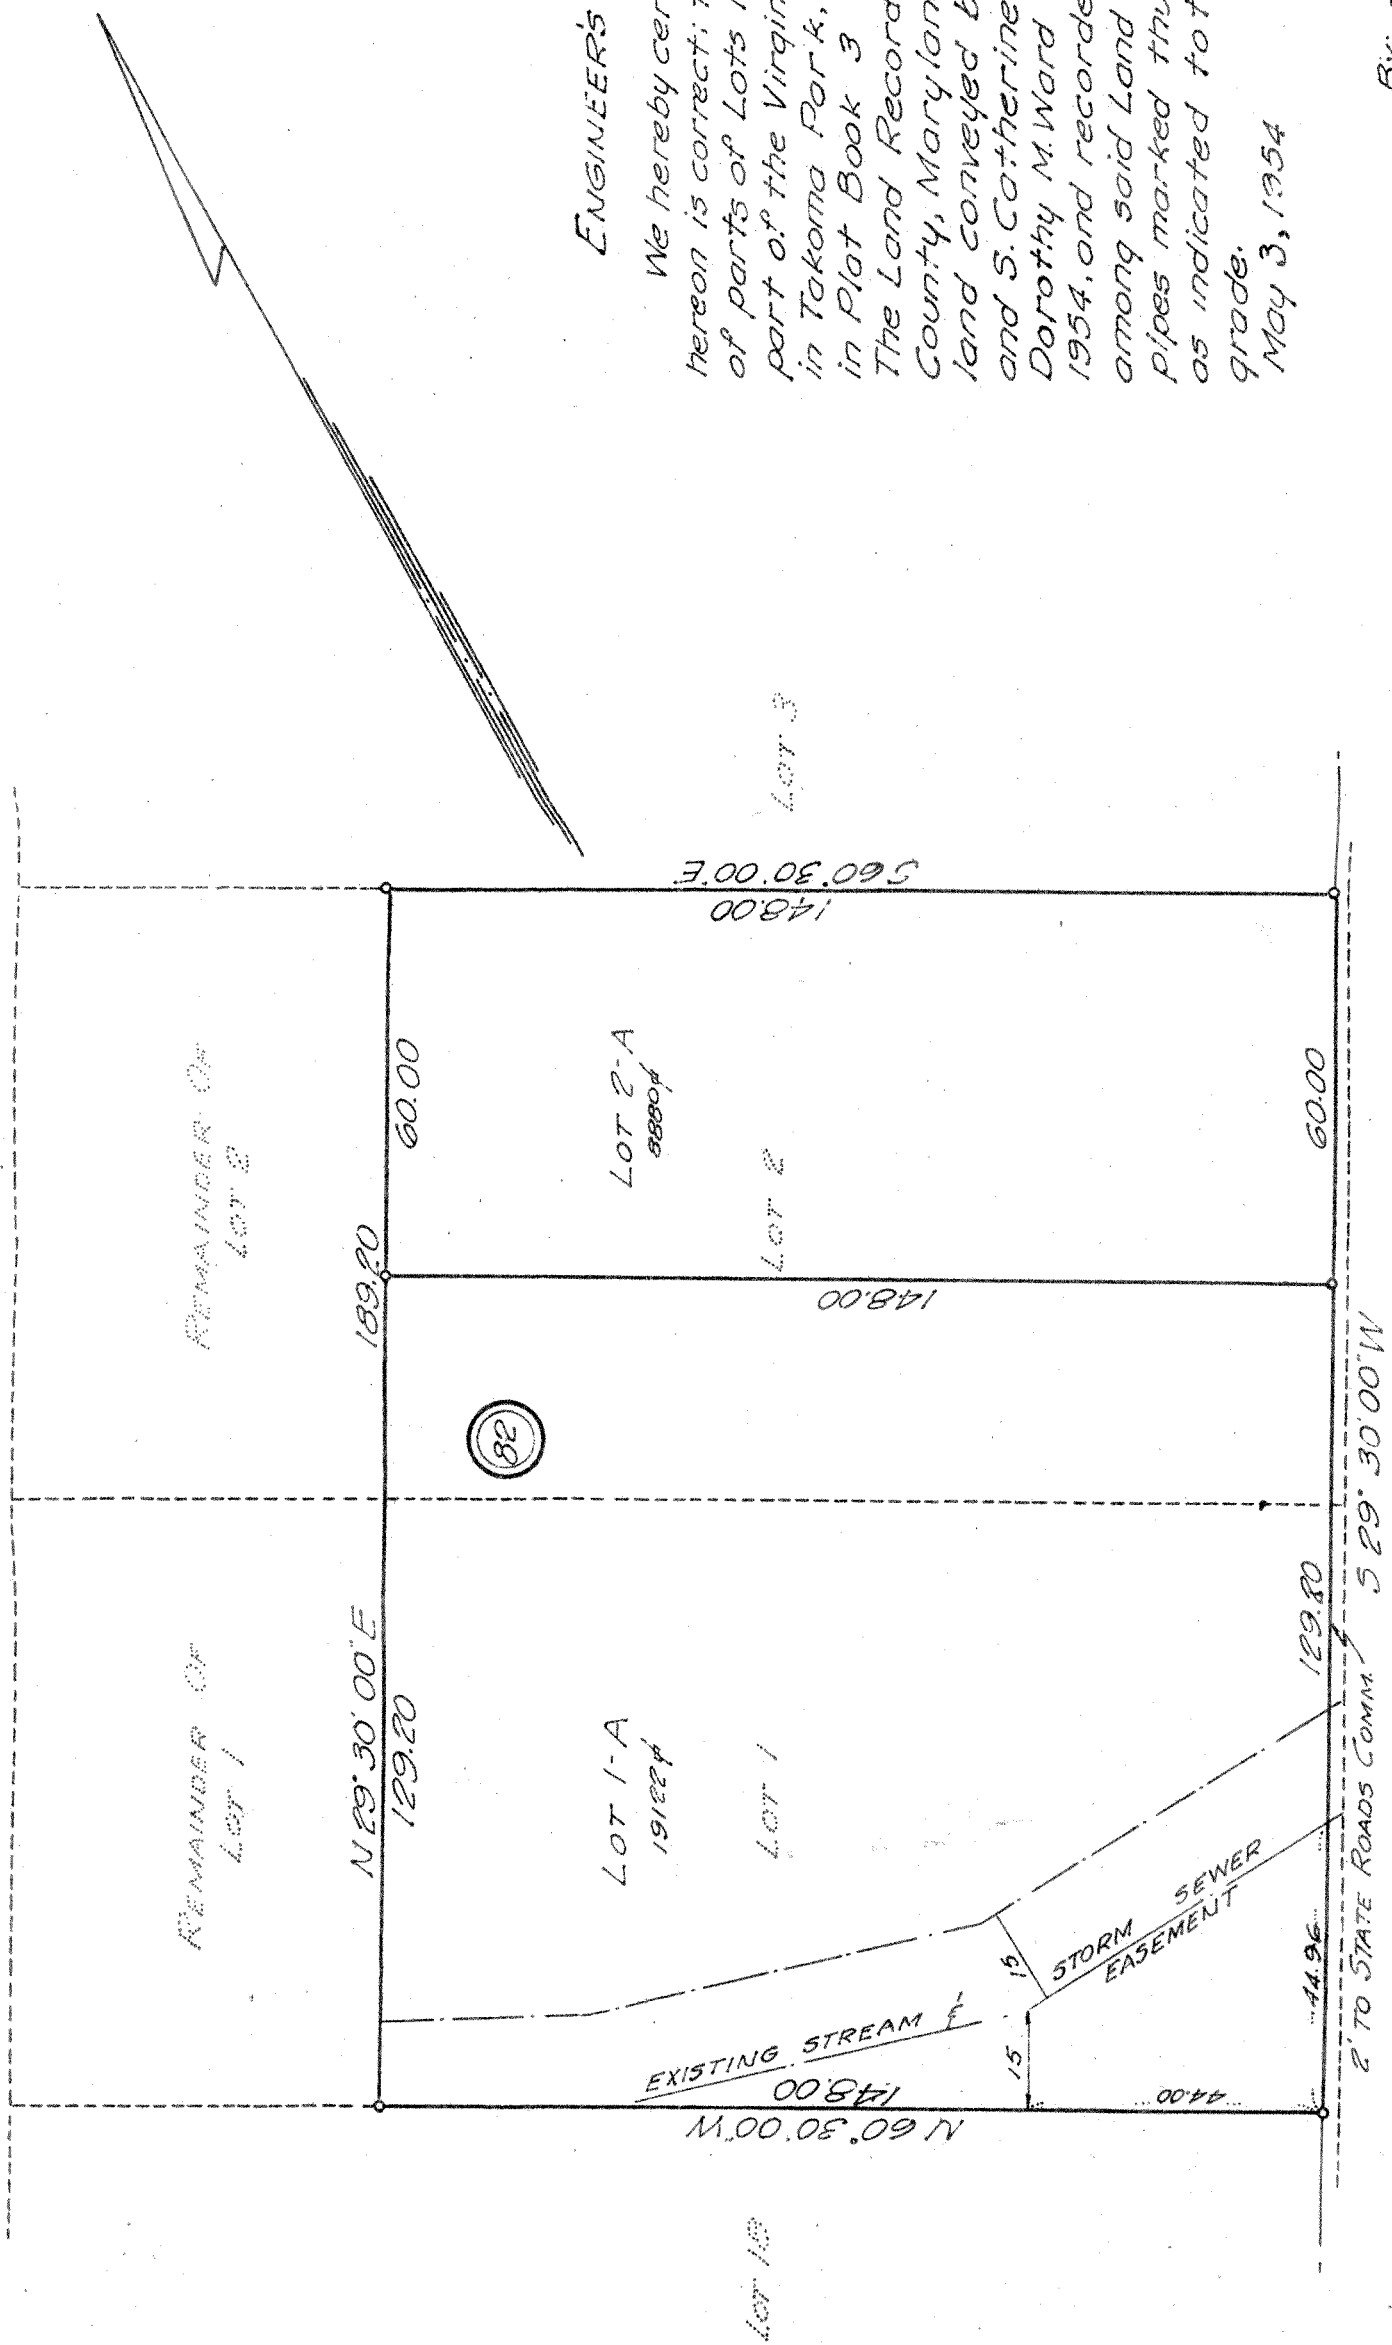 ENGINEER'S
We hereby cer
hereon is correct;
of parts of Lots
part of the Virgin
in Takoma Park,
in Plat Book 3
The Land Record
County, Marylan
land conveyed
and S. Catherine
Dorothy M. Ward
1954, and recorde
among said Land
pipes marked thu
as indicated to t
grade.
May 3, 1954
By:
REMAINDER OF
LOT 1
REMAINDER OF
LOT 2
N 29° 30' 00" E
189.20
129.20
60.00
82
LOT 1-A
19122
LOT 1
LOT 2-A
8880
LOT 2
LOT 3
LOT 15
S 60° 30' 00" E
148.00
148.00
148.00
N 60° 30' 00" W
EXISTING STREAM ℄
15
15
STORM SEWER
EASEMENT
44.00
44.96
129.20
60.00
2' TO STATE ROADS COMM.
S 29° 30' 00" W